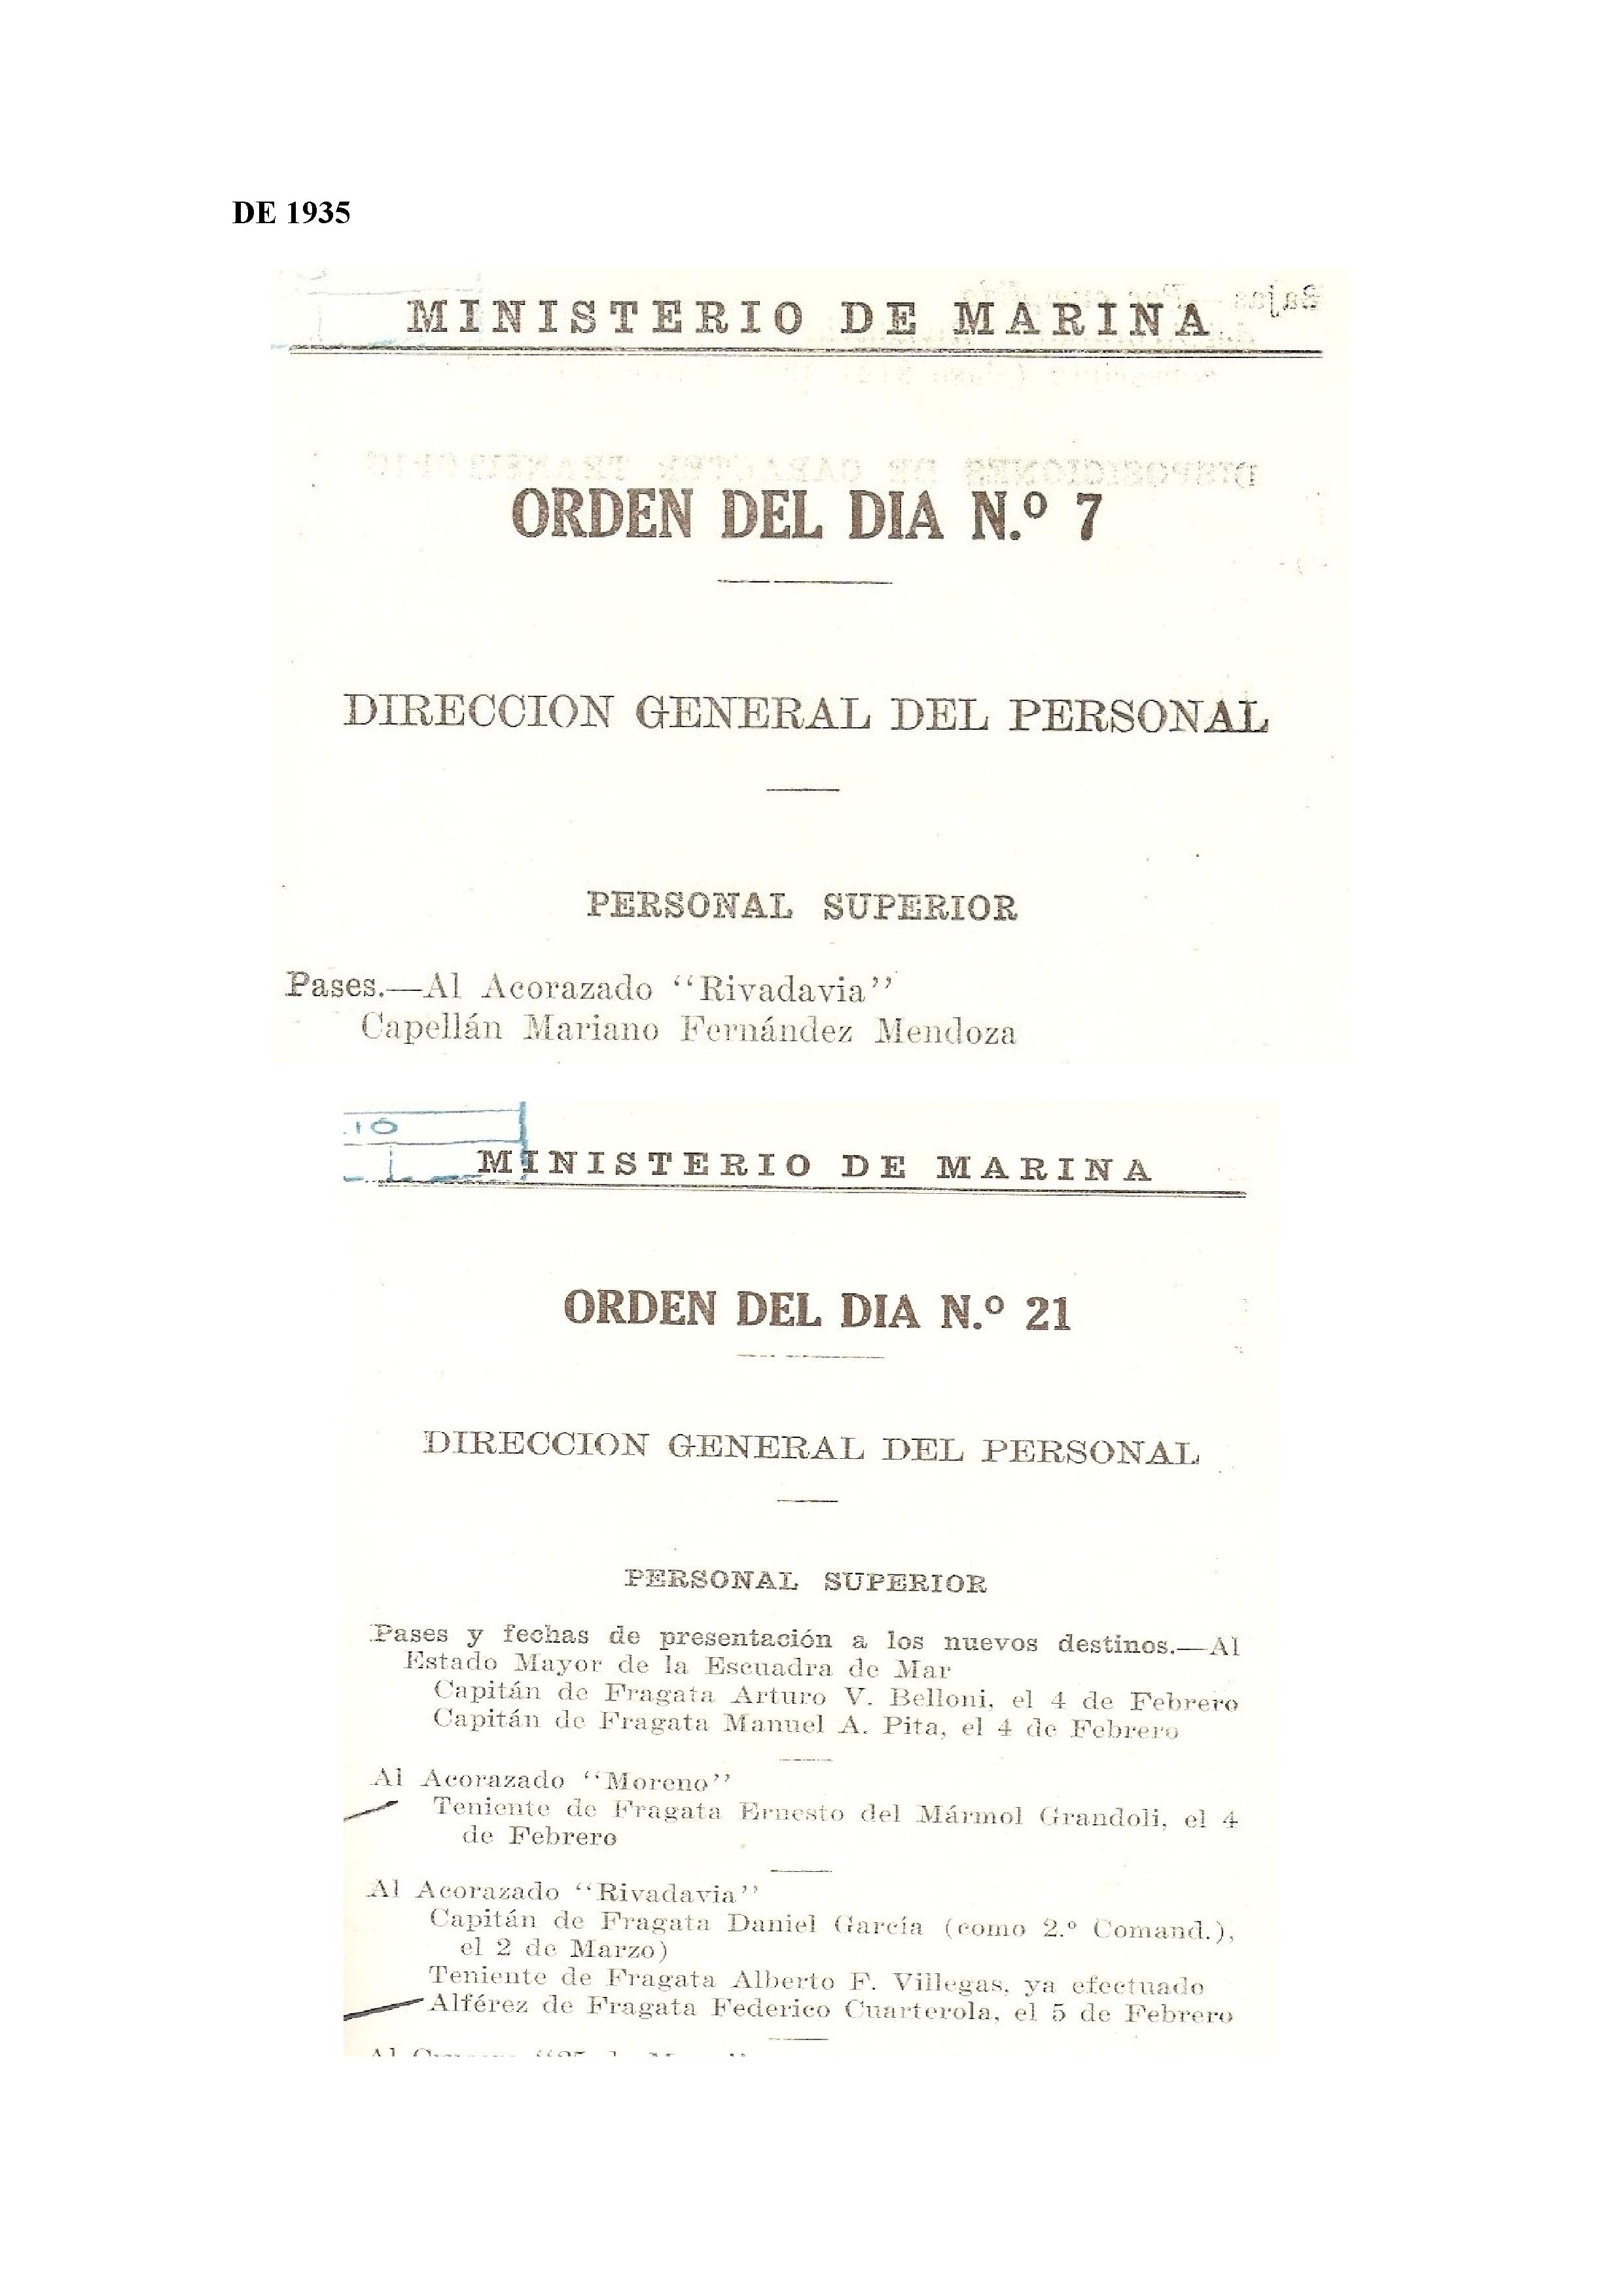 DE 1935
MINISTERIO DE MARINA
ORDEN DEL DIA N.º 7
DIRECCION GENERAL DEL PERSONAL
PERSONAL SUPERIOR
Pases.—Al Acorazado “Rivadavia”
Capellán Mariano Fernández Mendoza
10
MINISTERIO DE MARINA
ORDEN DEL DIA N.º 21
DIRECCION GENERAL DEL PERSONAL
PERSONAL SUPERIOR
Pases y fechas de presentación a los nuevos destinos.—Al
Estado Mayor de la Escuadra de Mar
Capitán de Fragata Arturo V. Belloni, el 4 de Febrero
Capitán de Fragata Manuel A. Pita, el 4 de Febrero
Al Acorazado “Moreno”
Teniente de Fragata Ernesto del Mármol Grandoli, el 4
de Febrero
Al Acorazado “Rivadavia”
Capitán de Fragata Daniel García (como 2.º Comand.),
el 2 de Marzo)
Teniente de Fragata Alberto F. Villegas, ya efectuado
Alférez de Fragata Federico Cuarterola, el 5 de Febrero